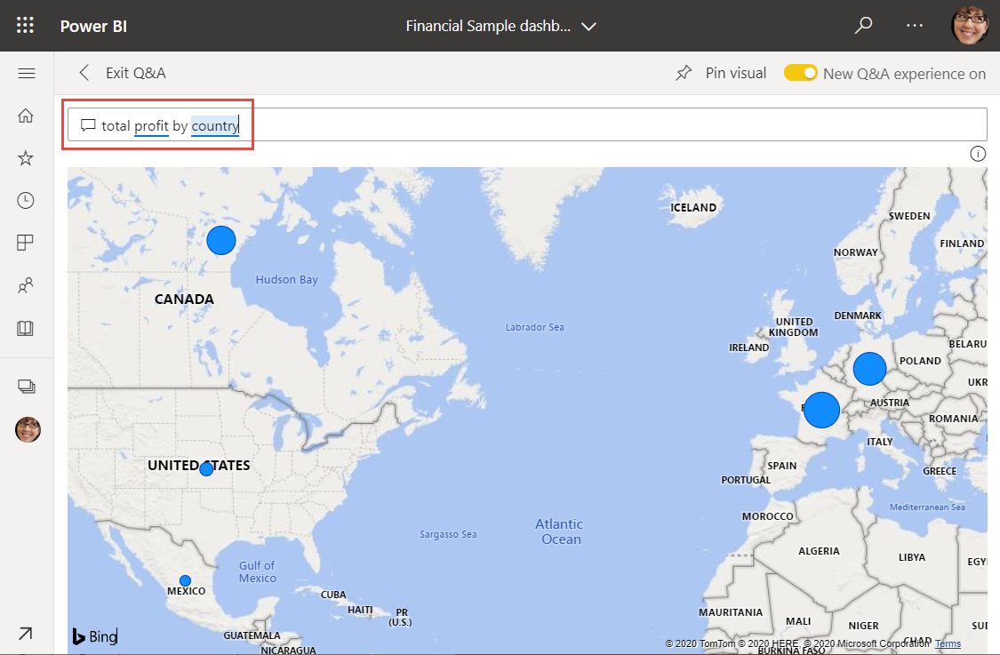 Power BI
Financial Sample dashb...
Exit Q&A
Pin visual
New Q&A experience on
total profit by country
ICELAND
SWEDEN
FINLAND
NORWAY
Hudson Bay
CANADA
Labrador Sea
DENMARK
UNITED
KINGDOM
IRELAND
BELARU
POLAND
UKR
AUSTRIA
ROMANIA
ITALY
UNITED STATES
SPAIN
GREECE
PORTUGAL
Mediterranean Sea
MOROCCO
Atlantic
Ocean
Sargasso Sea
ALGERIA
LIBYA
EGY
Gulf of
Mexico
MEXICO
CUBA
HAITI
PR
(U.S.)
MAURITANIA
MALI
NIGER
SUD
GUATEMALA
CHAD
NICARAGUA
BURKINA FASO
Bing
© 2020 TomTom © 2020 HERE, © 2020 Microsoft Corporation Terms